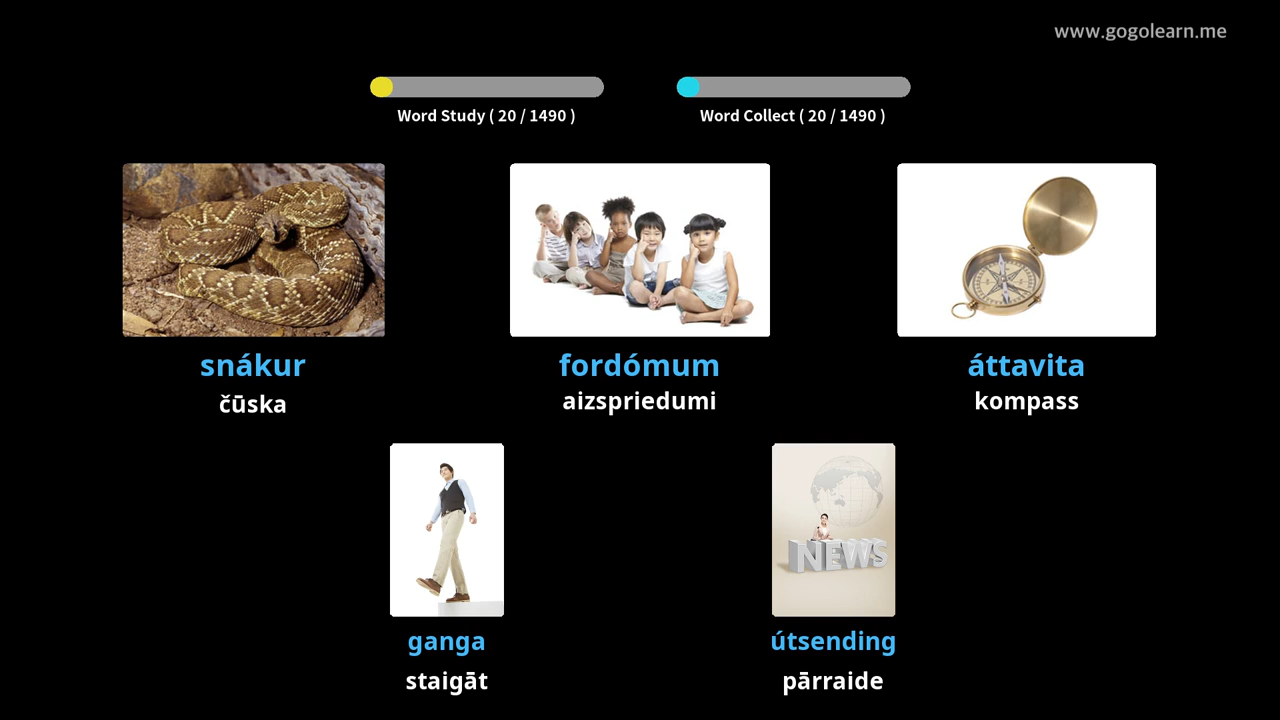 www.gogolearn.me
Word Study ( 20 / 1490 )
Word Collect ( 20 / 1490 )
snákur
fordómum
áttavita
čūska
aizspriedumi
kompass
NEWS
ganga
útsending
staigāt
pārraide